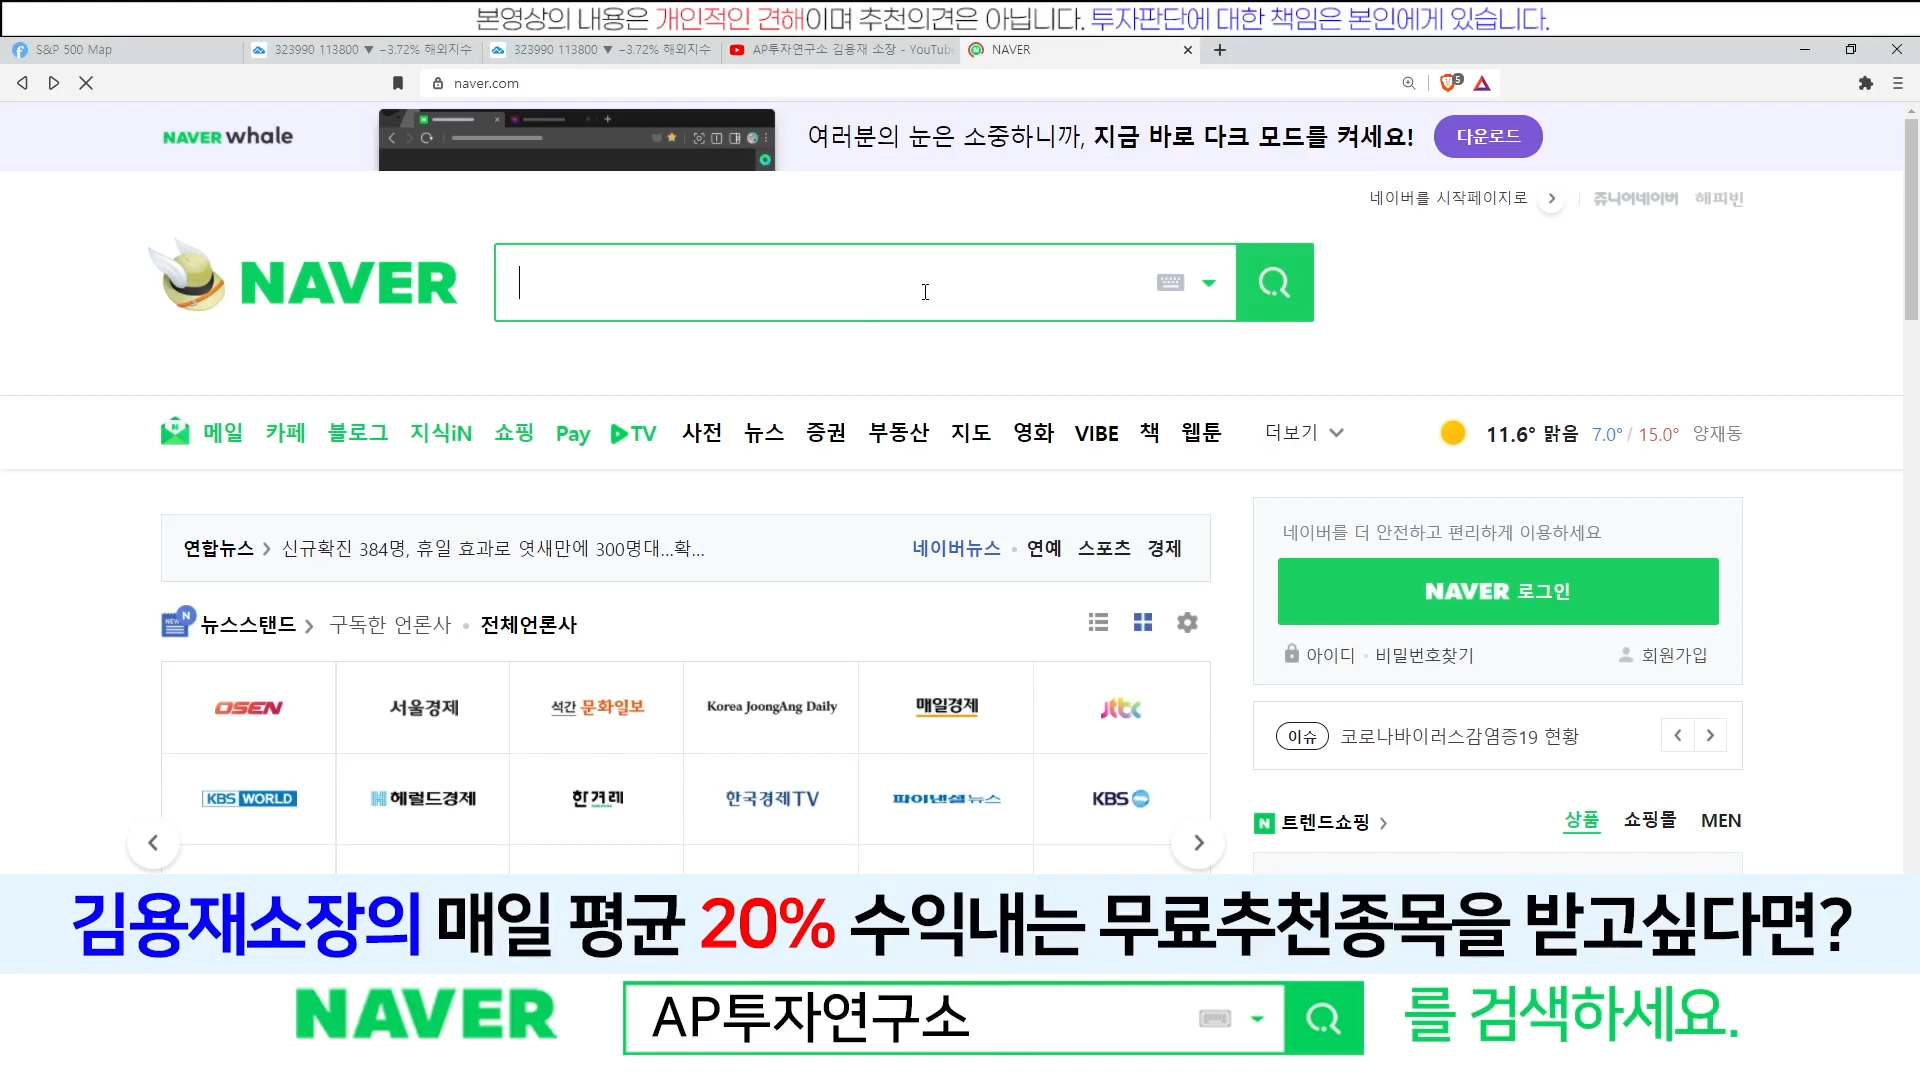 본영상의 내용은 개인적인 견해이며 추천의견은 아닙니다. 투자판단에 대한 책임은 본인에게 있습니다.
S&P 500 Map
323990 113800 ▼ −3.72% 해외지수
323990 113800 ▼ −3.72% 해외지수
AP투자연구소 김용재 소장 - YouTube
NAVER
naver.com
5
NAVER whale
여러분의 눈은 소중하니까, 지금 바로 다크 모드를 켜세요!
다운로드
네이버를 시작페이지로
쥬니어네이버 해피빈
NAVER
메일 카페 블로그 지식iN 쇼핑 Pay TV 사전 뉴스 증권 부동산 지도 영화 VIBE 책 웹툰 더보기
11.6° 맑음 7.0° / 15.0° 양재동
연합뉴스 신규확진 384명, 휴일 효과로 엿새만에 300명대...확...
네이버뉴스 연예 스포츠 경제
네이버를 더 안전하고 편리하게 이용하세요
NAVER 로그인
아이디 비밀번호찾기 회원가입
NEW N 뉴스스탠드 구독한 언론사 전체언론사
OSEN 서울경제 석간 문화일보 Korea JoongAng Daily 매일경제 jtbc
KBS WORLD 헤럴드경제 한겨레 한국경제TV 파이낸셜뉴스 KBS
이슈 코로나바이러스감염증19 현황
N 트렌드쇼핑 상품 쇼핑몰 MEN
김용재소장의 매일 평균 20% 수익내는 무료추천종목을 받고싶다면?
NAVER AP투자연구소 를 검색하세요.